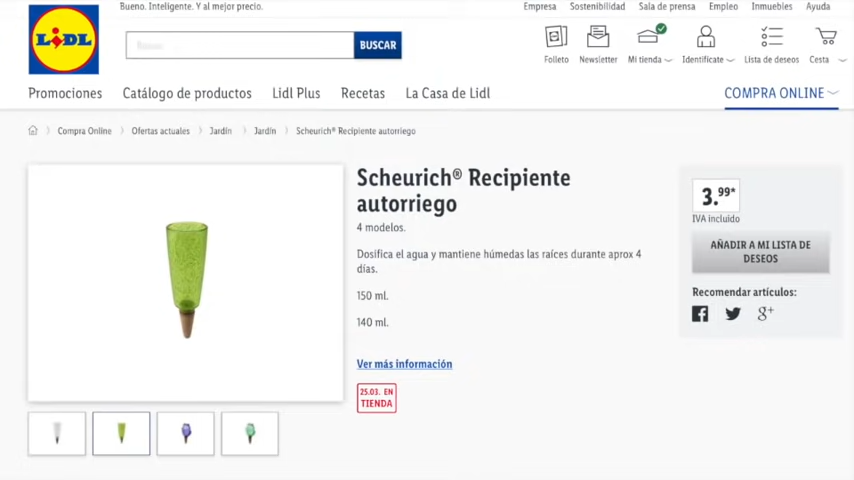 Bueno. Inteligente. Y al mejor precio.
Empresa Sostenibilidad Sala de prensa Empleo Inmuebles Ayuda
LIDL
BUSCAR
Folleto Newsletter Mi tienda Identifícate Lista de deseos Cesta
Promociones Catálogo de productos Lidl Plus Recetas La Casa de Lidl COMPRA ONLINE
Compra Online Ofertas actuales Jardín Jardín Scheurich® Recipiente autorriego
Scheurich® Recipiente
autorriego
4 modelos.
Dosifica el agua y mantiene húmedas las raíces durante aprox 4
días.
150 ml.
140 ml.
Ver más información
25.03. EN
TIENDA
3.99*
IVA incluido
AÑADIR A MI LISTA DE
DESEOS
Recomendar artículos:
g+